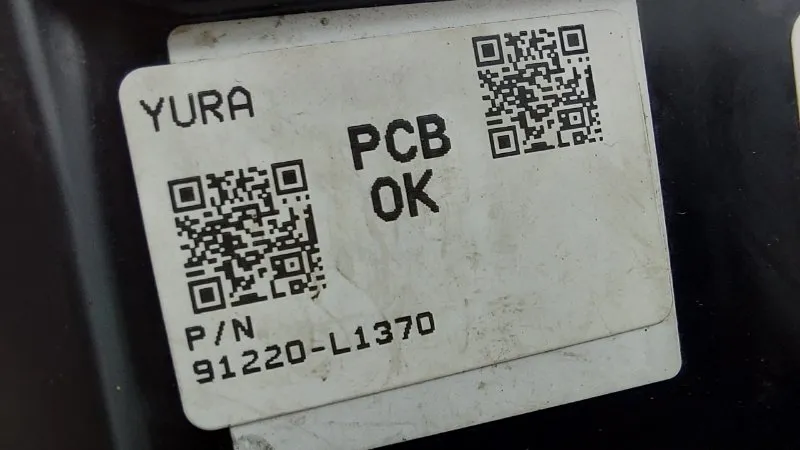 YURA
PCB
OK
P/N
91220-L1370